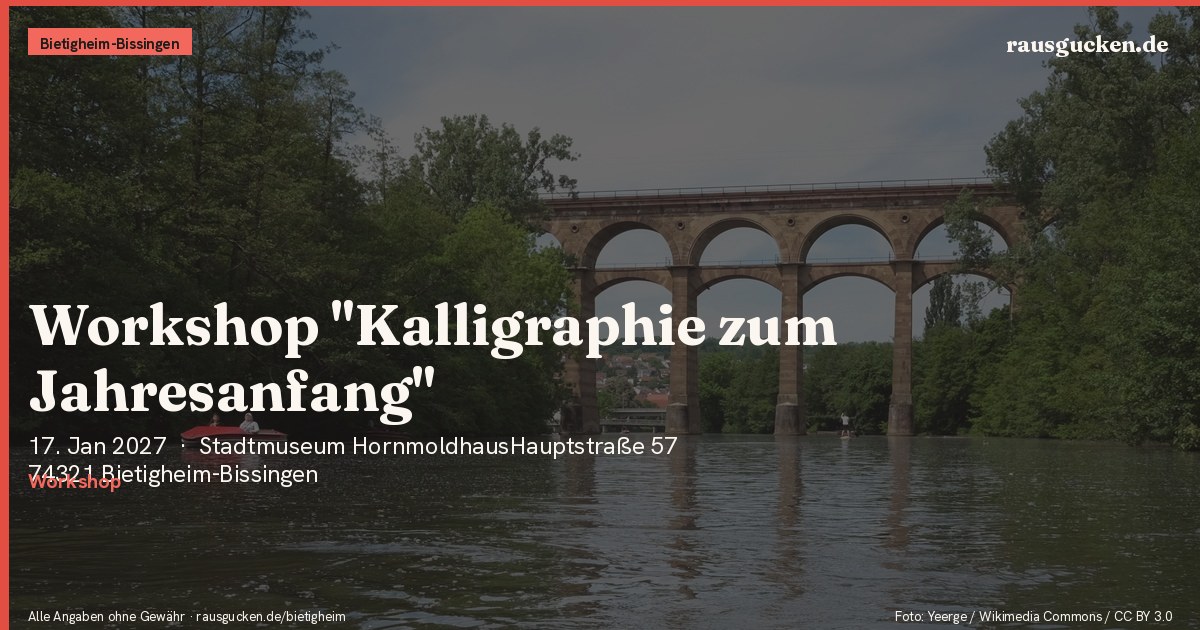 Bietigheim-Bissingen
rausgucken.de
Workshop "Kalligraphie zum
Jahresanfang"
17. Jan 2027 · Stadtmuseum HornmoldhausHauptstraße 57
74321 Bietigheim-Bissingen
Workshop
Alle Angaben ohne Gewähr · rausgucken.de/bietigheim
Foto: Yeerge / Wikimedia Commons / CC BY 3.0